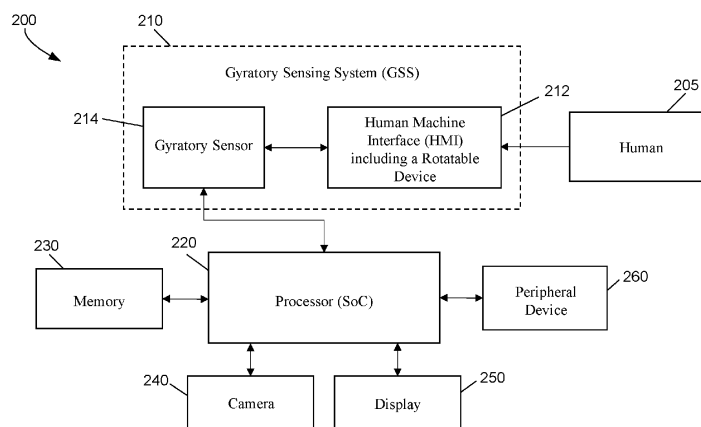 200
210
Gyratory Sensing System (GSS)
214
Gyratory Sensor
212
Human Machine
Interface (HMI)
including a Rotatable
Device
205
Human
220
Processor (SoC)
230
Memory
260
Peripheral
Device
240
Camera
250
Display